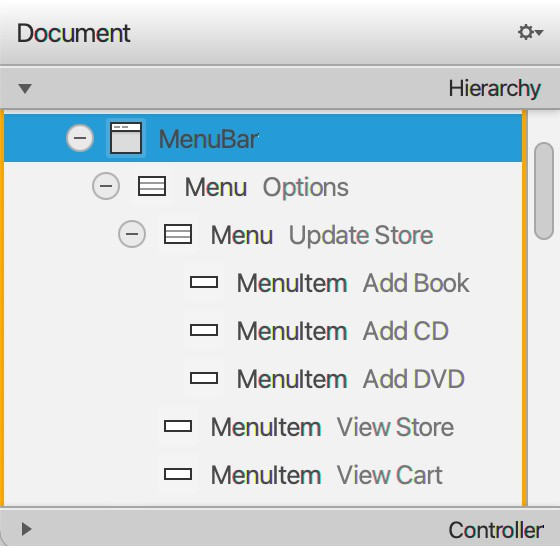 Document
Hierarchy
MenuBar
Menu Options
Menu Update Store
MenuItem Add Book
MenuItem Add CD
MenuItem Add DVD
MenuItem View Store
MenuItem View Cart
Controller